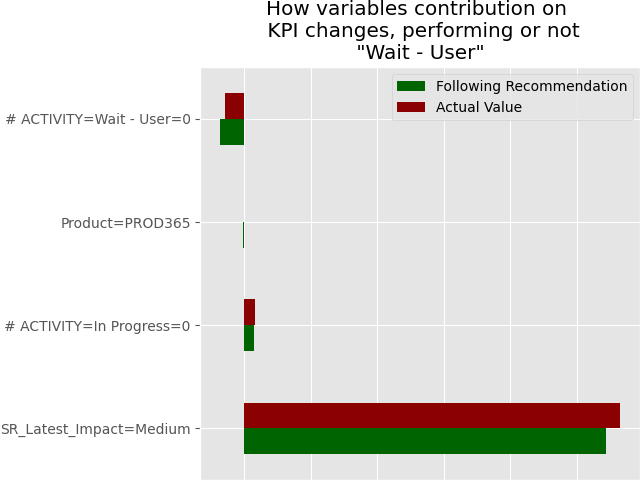 How variables contribution on
KPI changes, performing or not
"Wait - User"
Following Recommendation
Actual Value
# ACTIVITY=Wait - User=0
Product=PROD365
# ACTIVITY=In Progress=0
SR_Latest_Impact=Medium